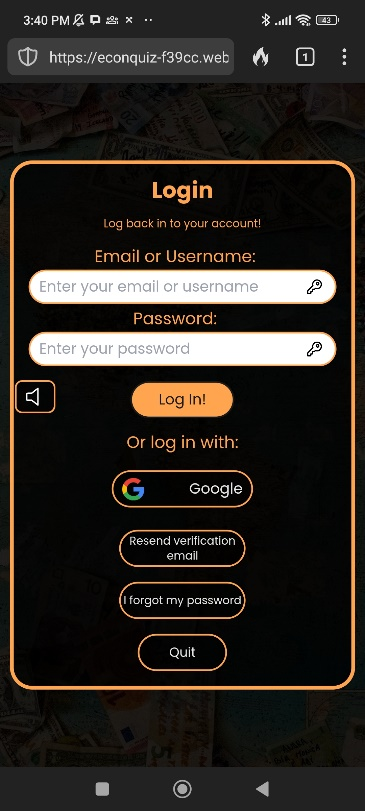 3:40 PM
43
https://econquiz-f39cc.web
1
Login
Log back in to your account!
Email or Username:
Enter your email or username
Password:
Enter your password
Log In!
Or log in with:
Google
Resend verification
email
I forgot my password
Quit